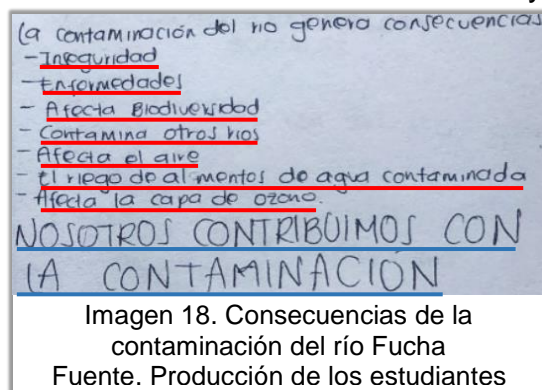 La contaminación del rio genera consecuencias
- Inseguridad
- Enfermedades
- Afecta Biodiversidad
- Contamina otros rios
- Afecta el aire
- El riego de alimentos de agua contaminada
- Afecta la capa de ozono.
NOSOTROS CONTRIBUIMOS CON
LA CONTAMINACIÓN
Imagen 18. Consecuencias de la
contaminación del río Fucha
Fuente. Producción de los estudiantes